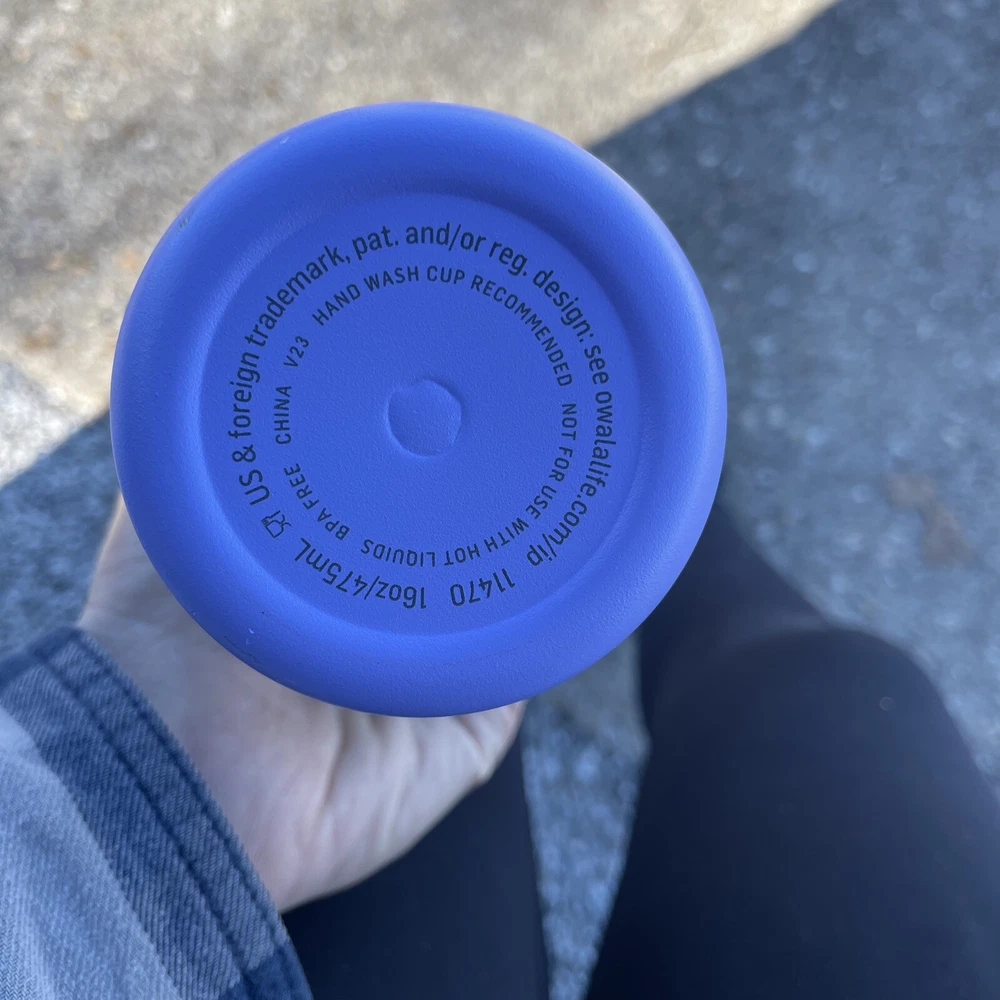 US & foreign trademark, pat. and/or reg. design: see owalalife.com/ip 11470 16oz/475mL
HAND WASH CUP RECOMMENDED NOT FOR USE WITH HOT LIQUIDS BPA FREE CHINA V23